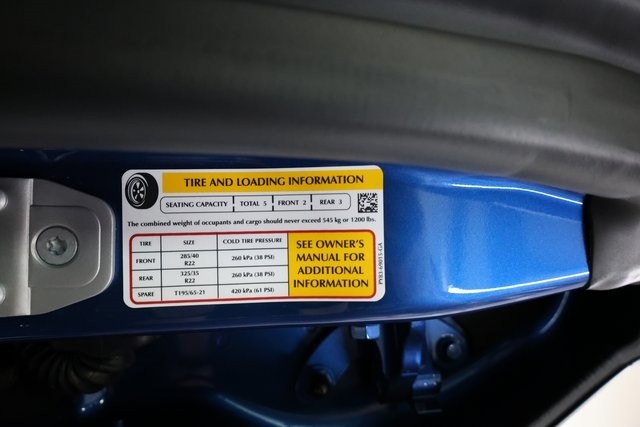 TIRE AND LOADING INFORMATION
SEATING CAPACITY TOTAL 5 FRONT 2 REAR 3
The combined weight of occupants and cargo should never exceed 545 kg or 1200 lbs.
TIRE SIZE COLD TIRE PRESSURE
FRONT 285/40 R22 260 kPa (38 PSI)
REAR 325/35 R22 260 kPa (38 PSI)
SPARE T195/65-21 420 kPa (61 PSI)
SEE OWNER'S
MANUAL FOR
ADDITIONAL
INFORMATION